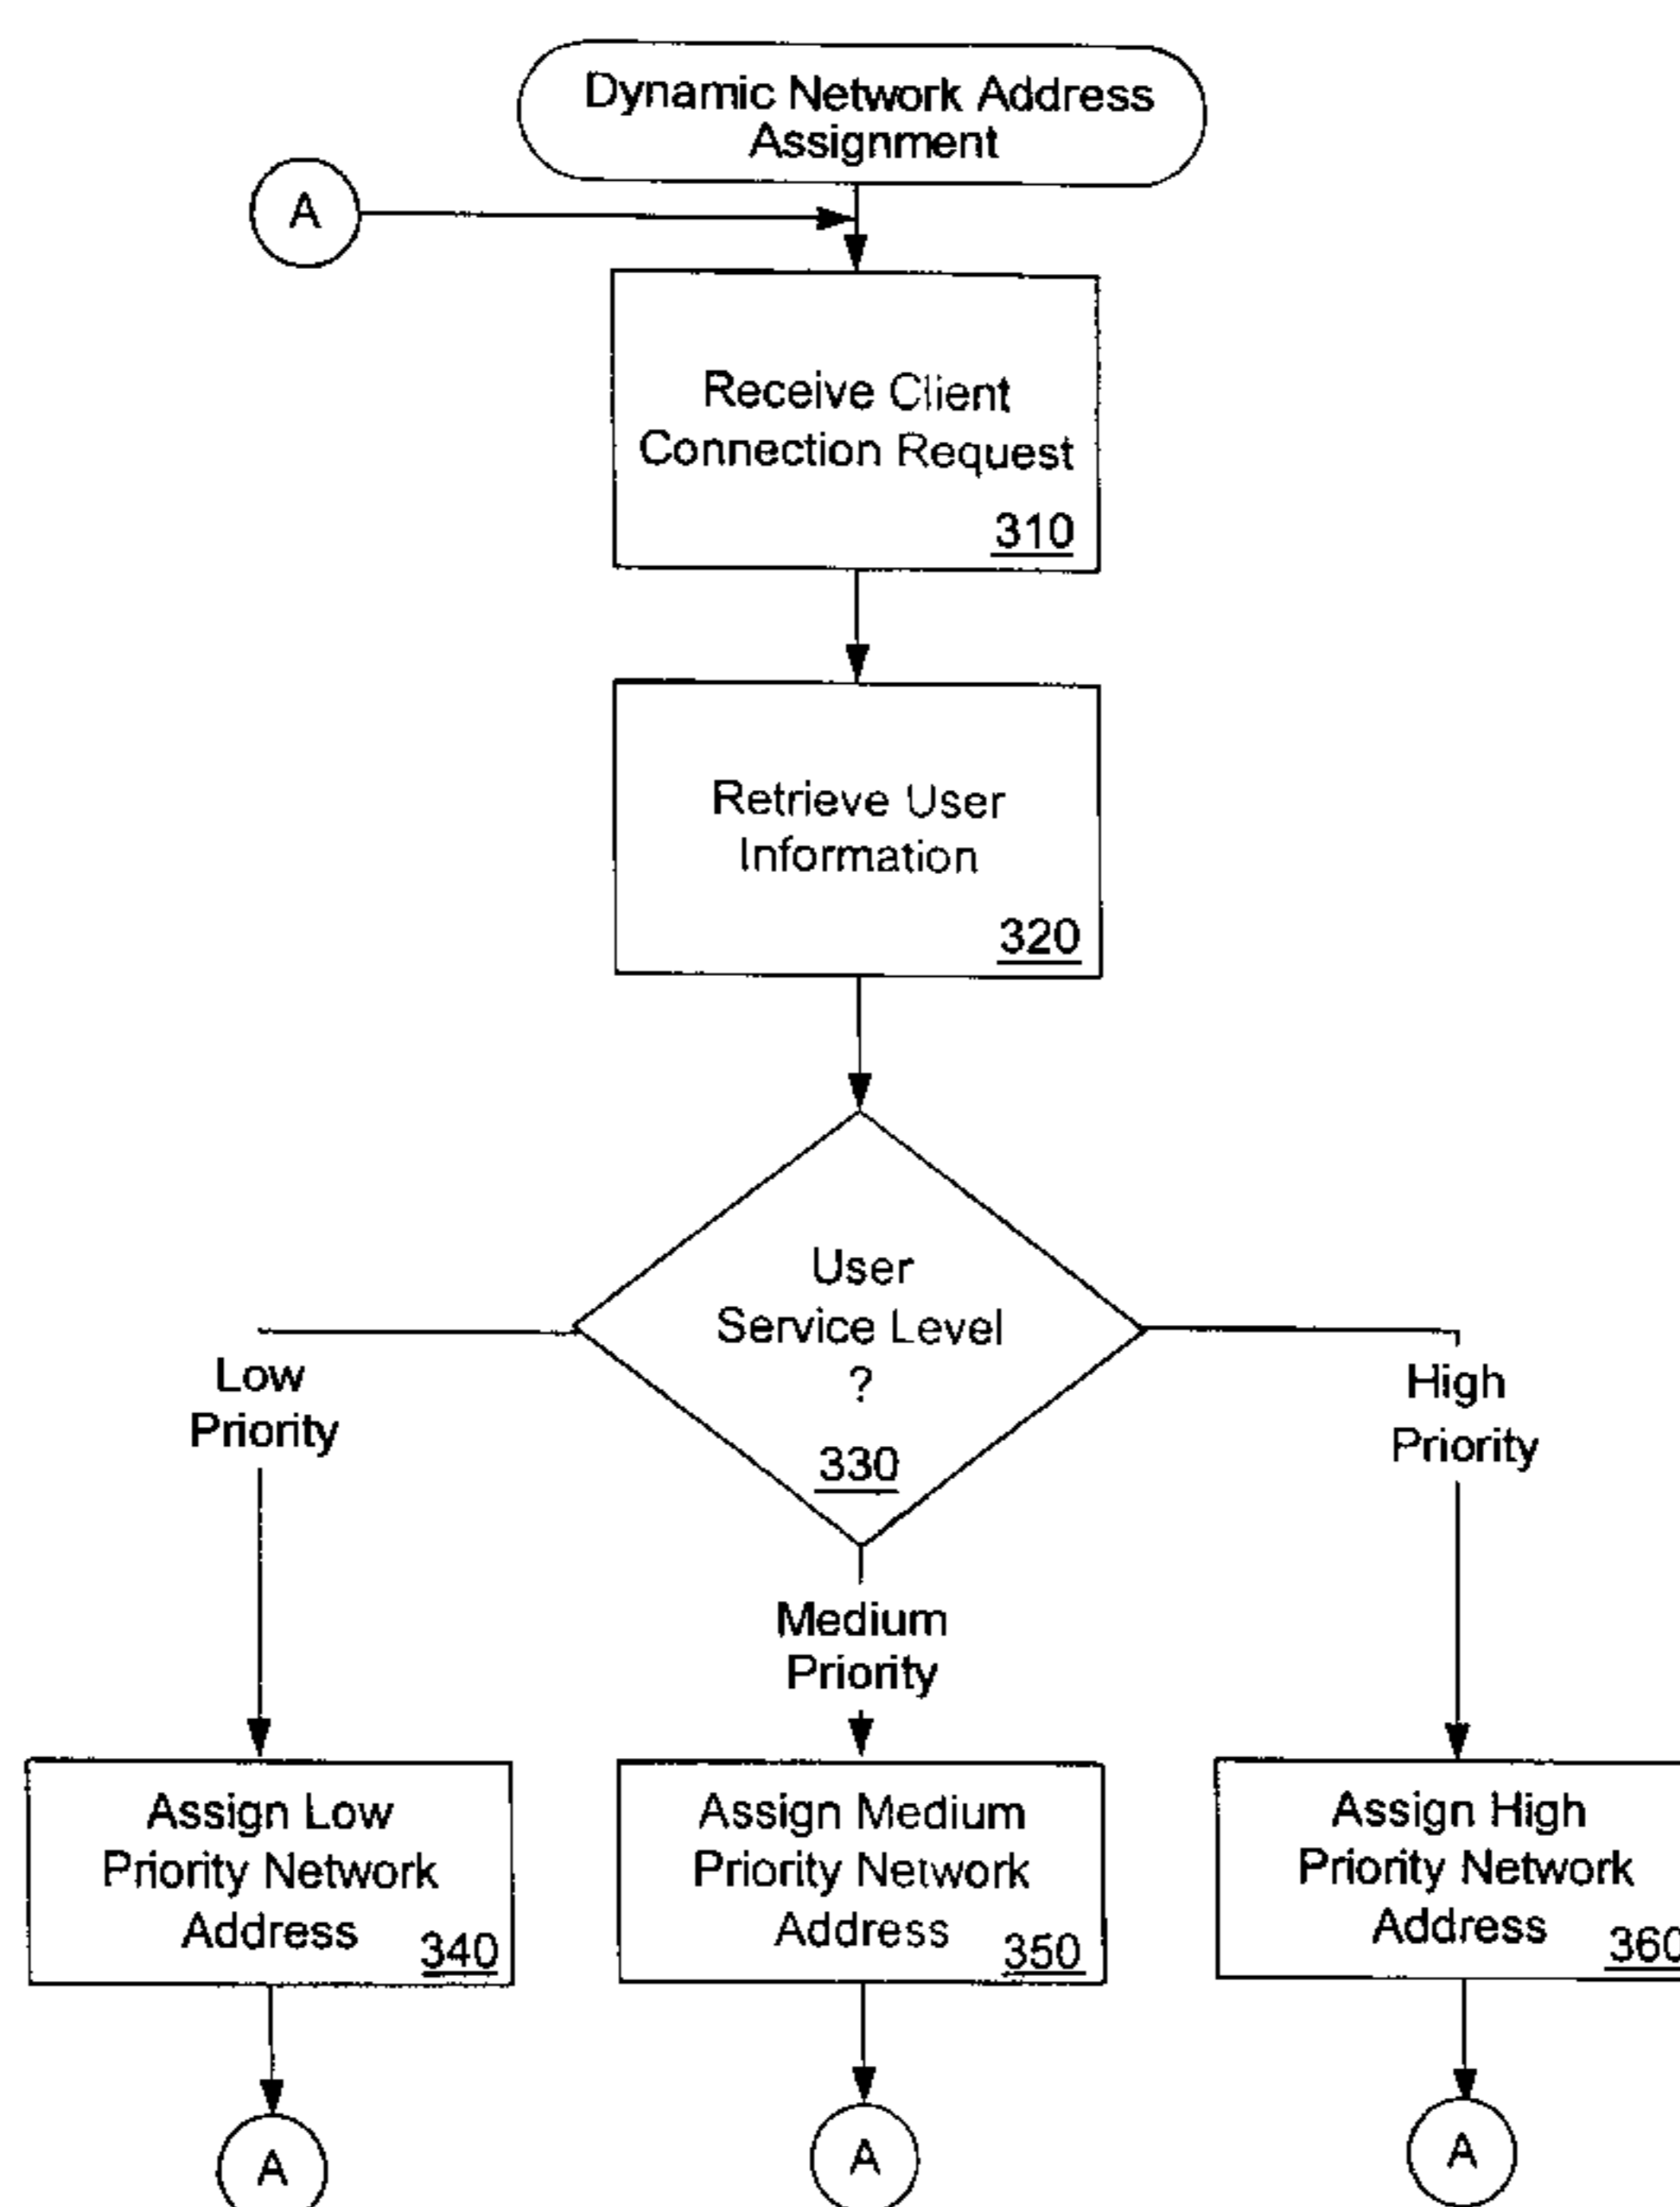 Dynamic Network Address
Assignment
A
Receive Client
Connection Request
310
Retrieve User
Information
320
User
Service Level
?
330
Low
Priority
High
Priority
Medium
Priority
Assign Low
Priority Network
Address
340
Assign Medium
Priority Network
Address
350
Assign High
Priority Network
Address
360
A
A
A